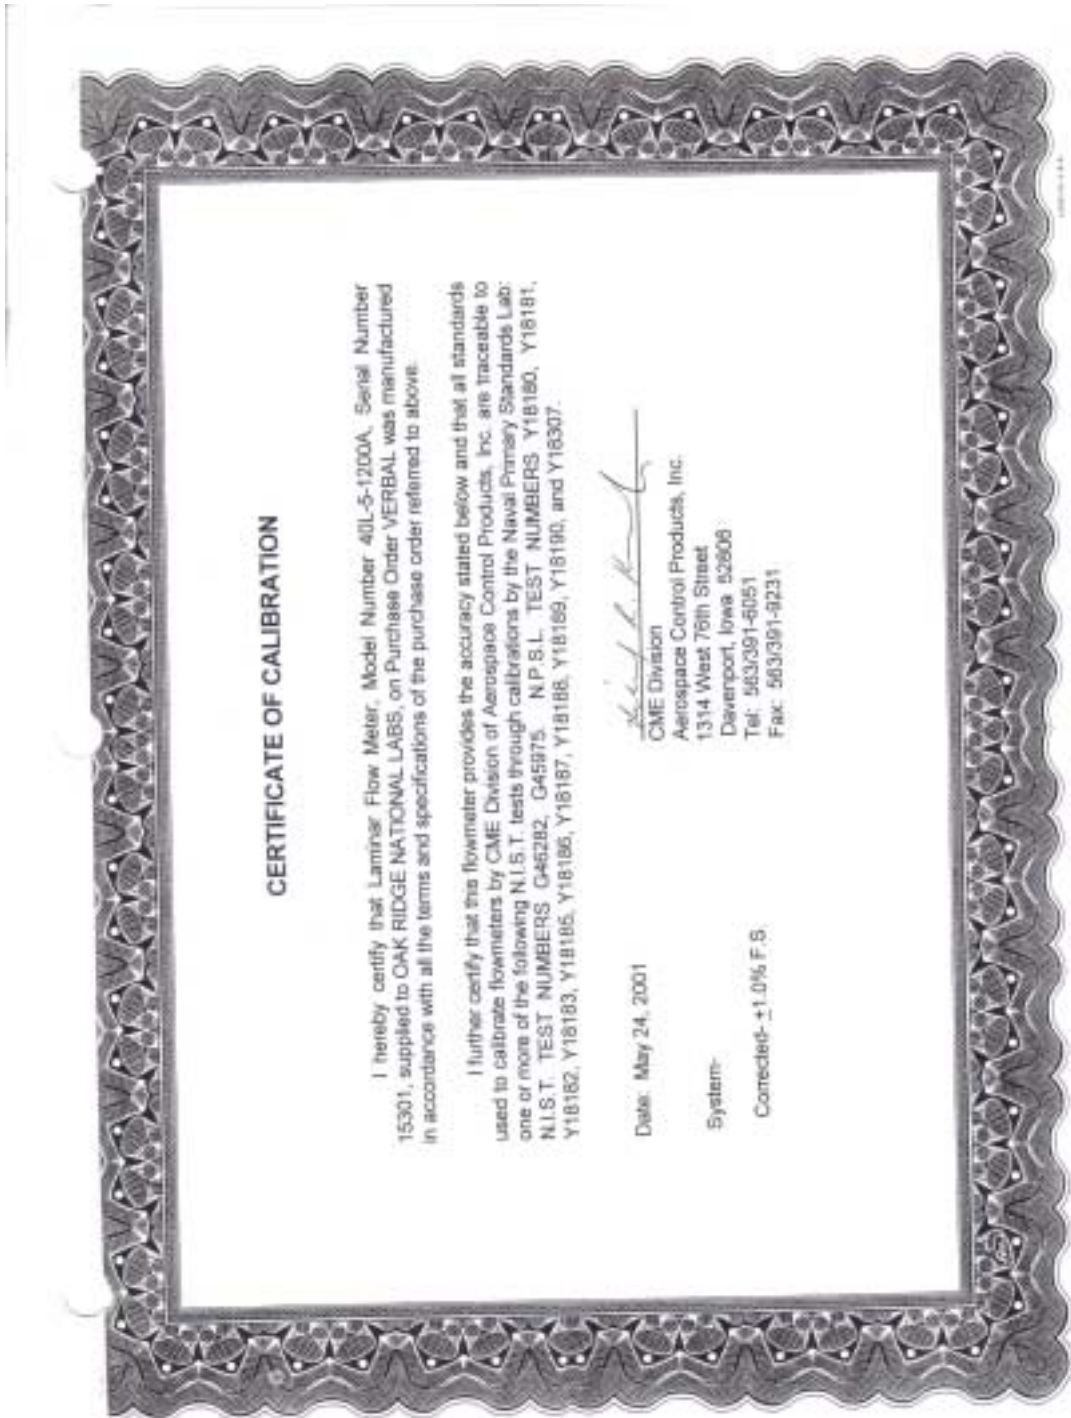 CERTIFICATE OF CALIBRATION
I hereby certify that Laminar Flow Meter, Model Number 40L-5-1200A, Serial Number
15301, supplied to OAK RIDGE NATIONAL LABS, on Purchase Order VERBAL was manufactured
in accordance with all the terms and specifications of the purchase order referred to above.
I further certify that this flowmeter provides the accuracy stated below and that all standards
used to calibrate flowmeters by CME Division of Aerospace Control Products, Inc. are traceable to
one or more of the following N.I.S.T. tests through calibrations by the Naval Primary Standards Lab:
N.I.S.T. TEST NUMBERS G46282, G45975. N.P.S.L. TEST NUMBERS Y18180, Y18181,
Y18182, Y18183, Y18185, Y18186, Y18187, Y18188, Y18189, Y18190, and Y18307.
Date: May 24, 2001
CME Division
Aerospace Control Products, Inc.
1314 West 76th Street
Davenport, Iowa 52806
Tel: 563/391-6051
Fax: 563/391-9231
System-
Corrected- ±1.0% F.S.